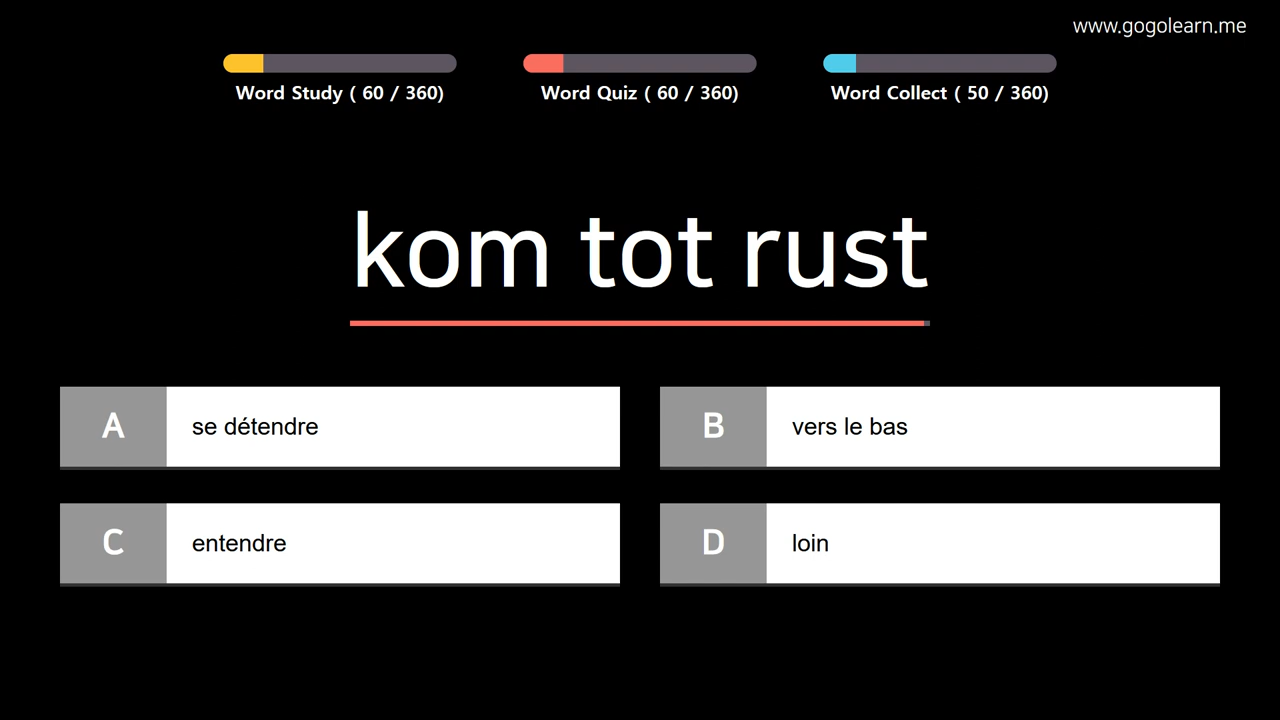 www.gogolearn.me
Word Study ( 60 / 360)
Word Quiz ( 60 / 360)
Word Collect ( 50 / 360)
kom tot rust
A
se détendre
B
vers le bas
C
entendre
D
loin